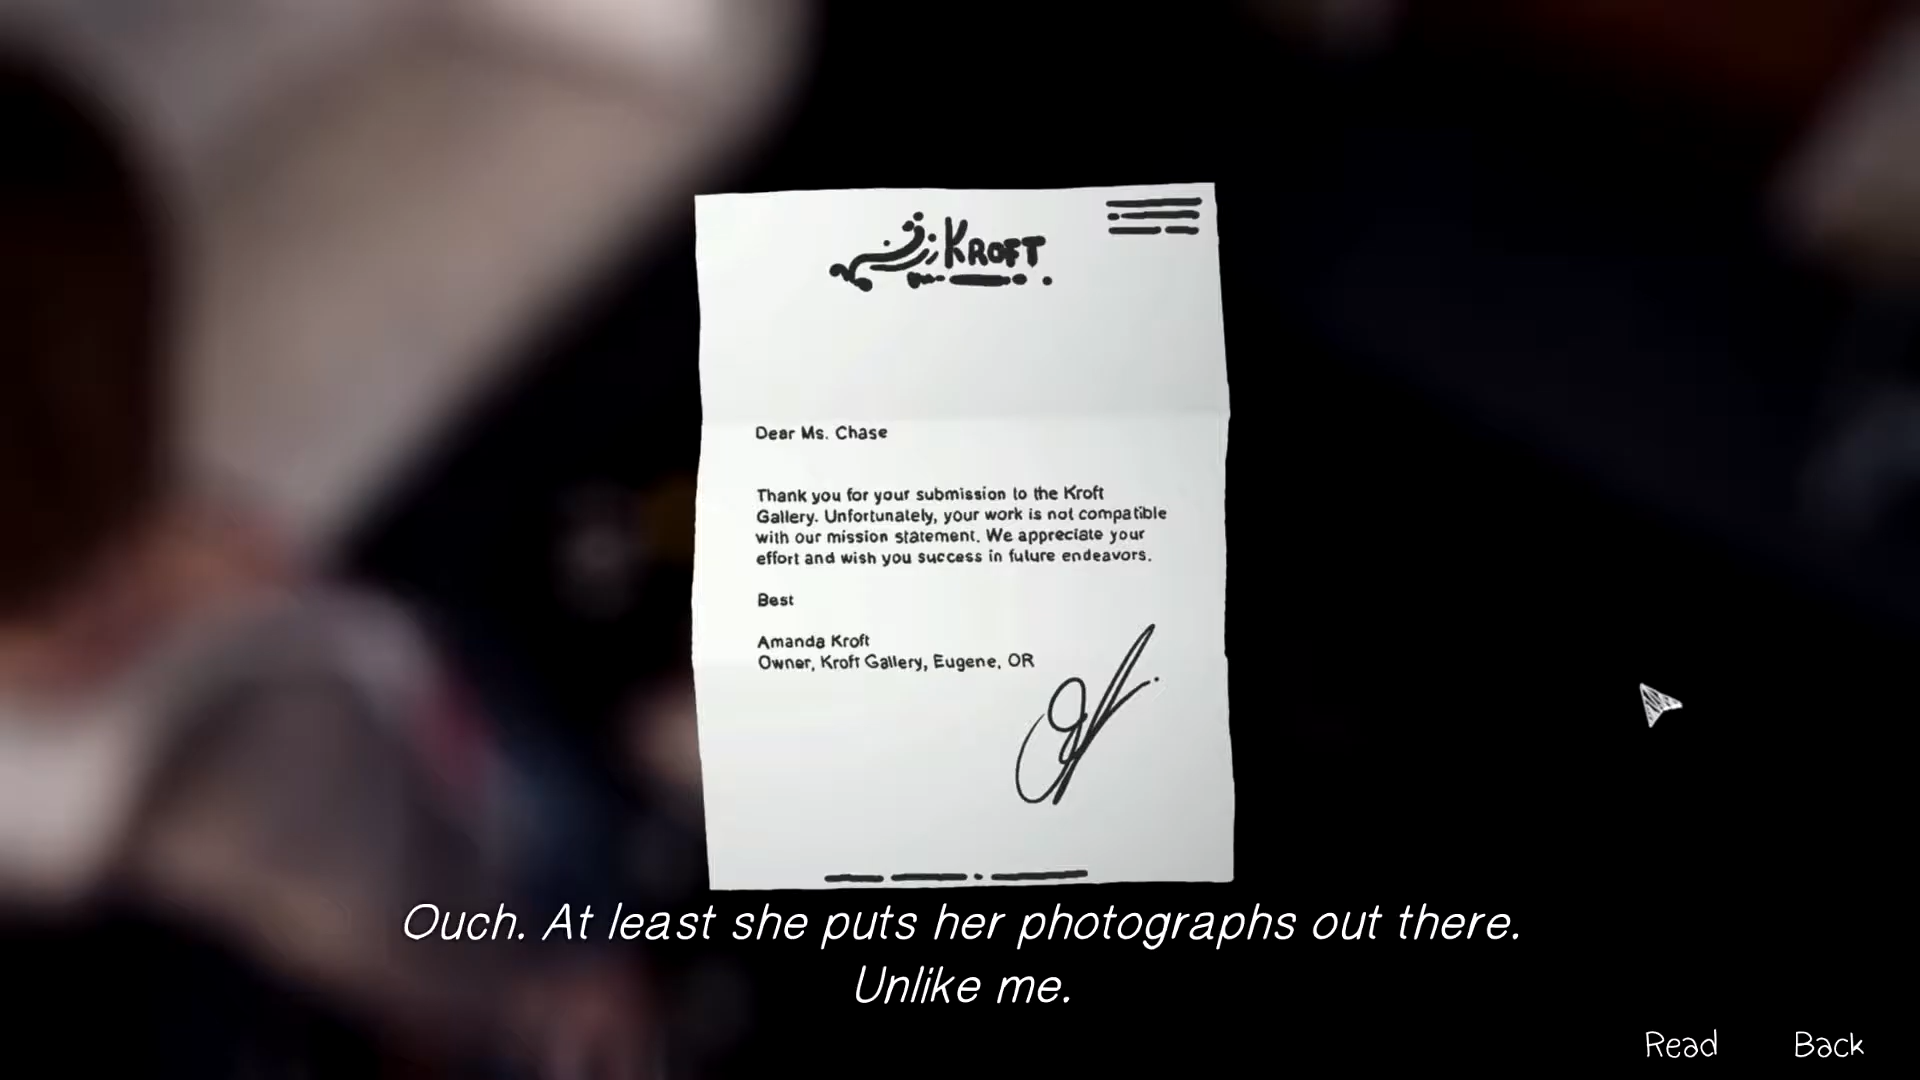 KROFT
Dear Ms. Chase
Thank you for your submission to the Kroft
Gallery. Unfortunately, your work is not compatible
with our mission statement. We appreciate your
effort and wish you success in future endeavors.
Best
Amanda Kroft
Owner, Kroft Gallery, Eugene, OR
Ouch. At least she puts her photographs out there.
Unlike me.
Read
Back